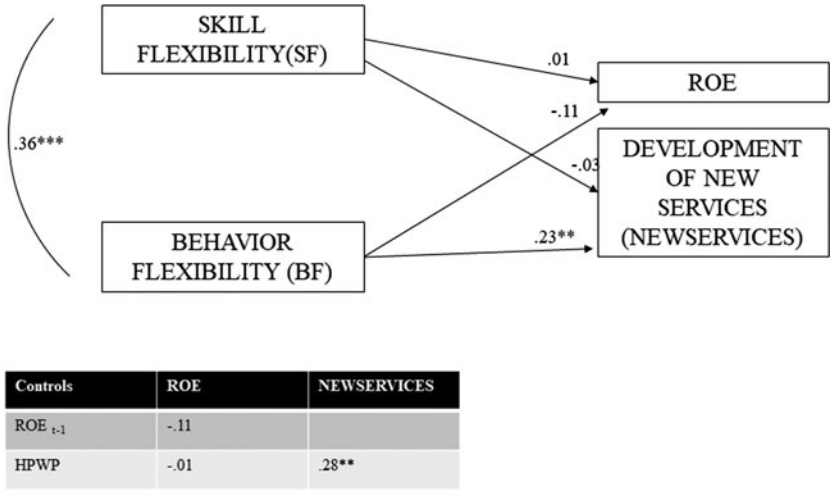 SKILL
FLEXIBILITY(SF)
.01
ROE
-.11
.36***
-.03
DEVELOPMENT
OF NEW
SERVICES
(NEWSERVICES)
BEHAVIOR
FLEXIBILITY (BF)
.23**
Controls ROE NEWSERVICES
ROE t-1 -.11
HPWP -.01 .28**